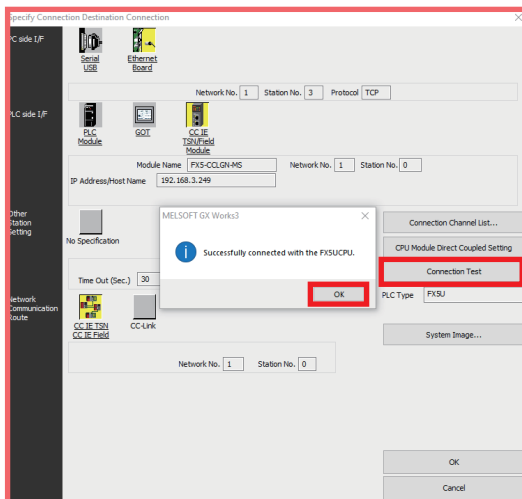 Specify Connection Destination Connection
PC side I/F
Serial
USB
Ethernet
Board
Network No. 1 Station No. 3 Protocol TCP
PLC side I/F
PLC
Module
GOT
CC IE
TSN/Field
Module
Module Name FX5-CCLGN-MS Network No. 1 Station No. 0
IP Address/Host Name 192.168.3.249
Other
Station
Setting
No Specification
MELSOFT GX Works3
Successfully connected with the FX5UCPU.
OK
Connection Channel List...
CPU Module Direct Coupled Setting
Connection Test
Time Out (Sec.) 30
PLC Type FX5U
Network
Communication
Route
CC IE TSN
CC IE Field
CC-Link
System Image...
Network No. 1 Station No. 0
OK
Cancel